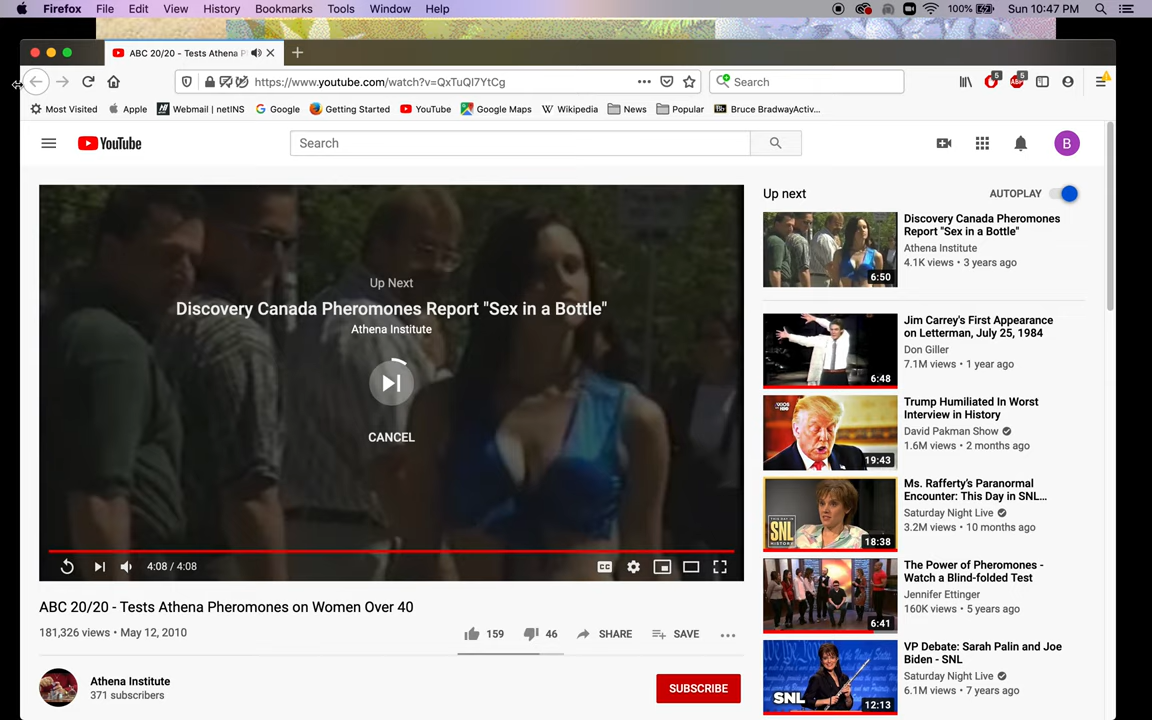 Firefox File Edit View History Bookmarks Tools Window Help 100% Sun 10:47 PM
ABC 20/20 - Tests Athena P
https://www.youtube.com/watch?v=QxTuQI7YtCg Search 5 5
Most Visited Apple Webmail | netINS Google Getting Started YouTube Google Maps Wikipedia News Popular Bruce BradwayActiv...
YouTube Search B
Up next AUTOPLAY
Up Next
Discovery Canada Pheromones Report "Sex in a Bottle"
Athena Institute
CANCEL
4:08 / 4:08 CC
ABC 20/20 - Tests Athena Pheromones on Women Over 40
181,326 views • May 12, 2010 159 46 SHARE SAVE
Athena Institute
371 subscribers
SUBSCRIBE
Discovery Canada Pheromones
Report "Sex in a Bottle"
Athena Institute
4.1K views • 3 years ago
6:50
Jim Carrey's First Appearance
on Letterman, July 25, 1984
Don Giller
7.1M views • 1 year ago
6:48
Trump Humiliated In Worst
Interview in History
David Pakman Show
1.6M views • 2 months ago
19:43
Ms. Rafferty's Paranormal
Encounter: This Day in SNL...
Saturday Night Live
3.2M views • 10 months ago
18:38
The Power of Pheromones -
Watch a Blind-folded Test
Jennifer Ettinger
160K views • 5 years ago
6:41
VP Debate: Sarah Palin and Joe
Biden - SNL
Saturday Night Live
6.1M views • 7 years ago
SNL
12:13